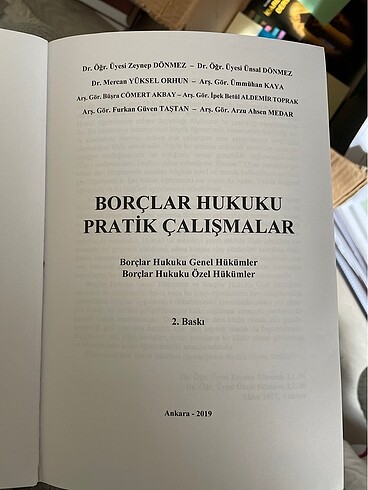 Dr. Öğr. Üyesi Zeynep DÖNMEZ – Dr. Öğr. Üyesi Ünsal DÖNMEZ
Dr. Mercan YÜKSEL ORHUN – Arş. Gör. Ümmühan KAYA
Arş. Gör. Büşra CÖMERT AKBAY – Arş. Gör. İpek Betül ALDEMİR TOPRAK
Arş. Gör. Furkan Güven TAŞTAN – Arş. Gör. Arzu Ahsen MEDAR
BORÇLAR HUKUKU
PRATİK ÇALIŞMALAR
Borçlar Hukuku Genel Hükümler
Borçlar Hukuku Özel Hükümler
2. Baskı
Ankara - 2019